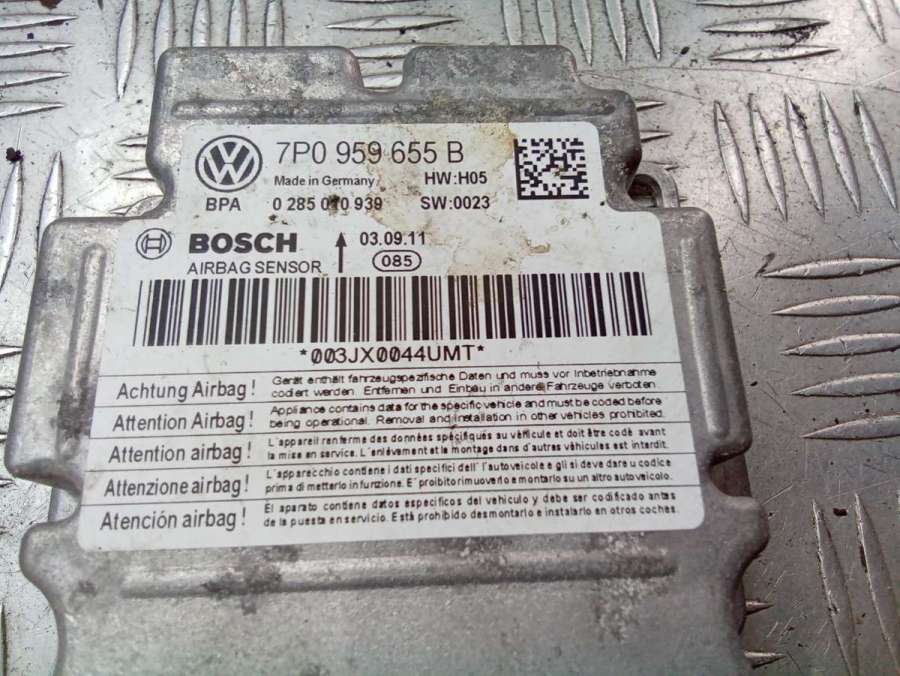 7P0 959 655 B
Made in Germany HW:H05
BPA 0 285 010 939 SW:0023
BOSCH 03.09.11
AIRBAG SENSOR 085
*003JX0044UMT*
Achtung Airbag! Gerät enthält fahrzeugspezifische Daten und muss vor Inbetriebnahme
codiert werden. Entfernen und Einbau in andere Fahrzeuge verboten.
Attention Airbag! Appliance contains data for the specific vehicle and must be coded before
being operational. Removal and installation in other vehicles prohibited.
Attention airbag! L'appareil renferme des données spécifiques au véhicule et doit être codé avant
la mise en service. L'enlèvement et le montage dans d'autres véhicules est interdit.
Attenzione airbag! L'apparecchio contiene i dati specifici dell'autoveicolo e gli si deve dare u codice
prima di metterlo in funzione. E' proibito rimuoverlo e montarlo su un altro autoveicolo.
Atención airbag! El aparato contiene datos específicos del vehículo y debe ser codificado antes
de la puesta en servicio. Está prohibido desmontarlo e instalarlo en otros coches.